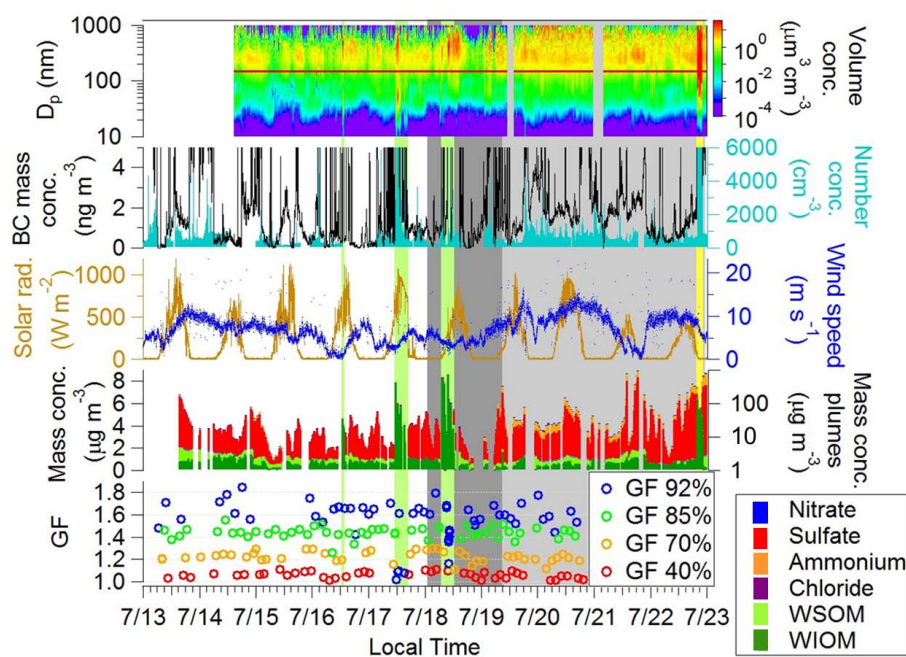 1000
100
10
Dp (nm)
10^0
10^-2
10^-4
(μm^3 cm^-3)
Volume
conc.
4
2
0
BC mass
conc.
(ng m^-3)
6000
4000
2000
0
Number
conc.
(cm^-3)
1000
500
0
Solar rad.
(W m^-2)
20
10
0
Wind speed
(m s^-1)
8
6
4
2
0
Mass conc.
(μg m^-3)
100
10
1
Mass conc.
plumes
(μg m^-3)
1.8
1.6
1.4
1.2
1.0
GF
GF 92%
GF 85%
GF 70%
GF 40%
7/13 7/14 7/15 7/16 7/17 7/18 7/19 7/20 7/21 7/22 7/23
Local Time
Nitrate
Sulfate
Ammonium
Chloride
WSOM
WIOM